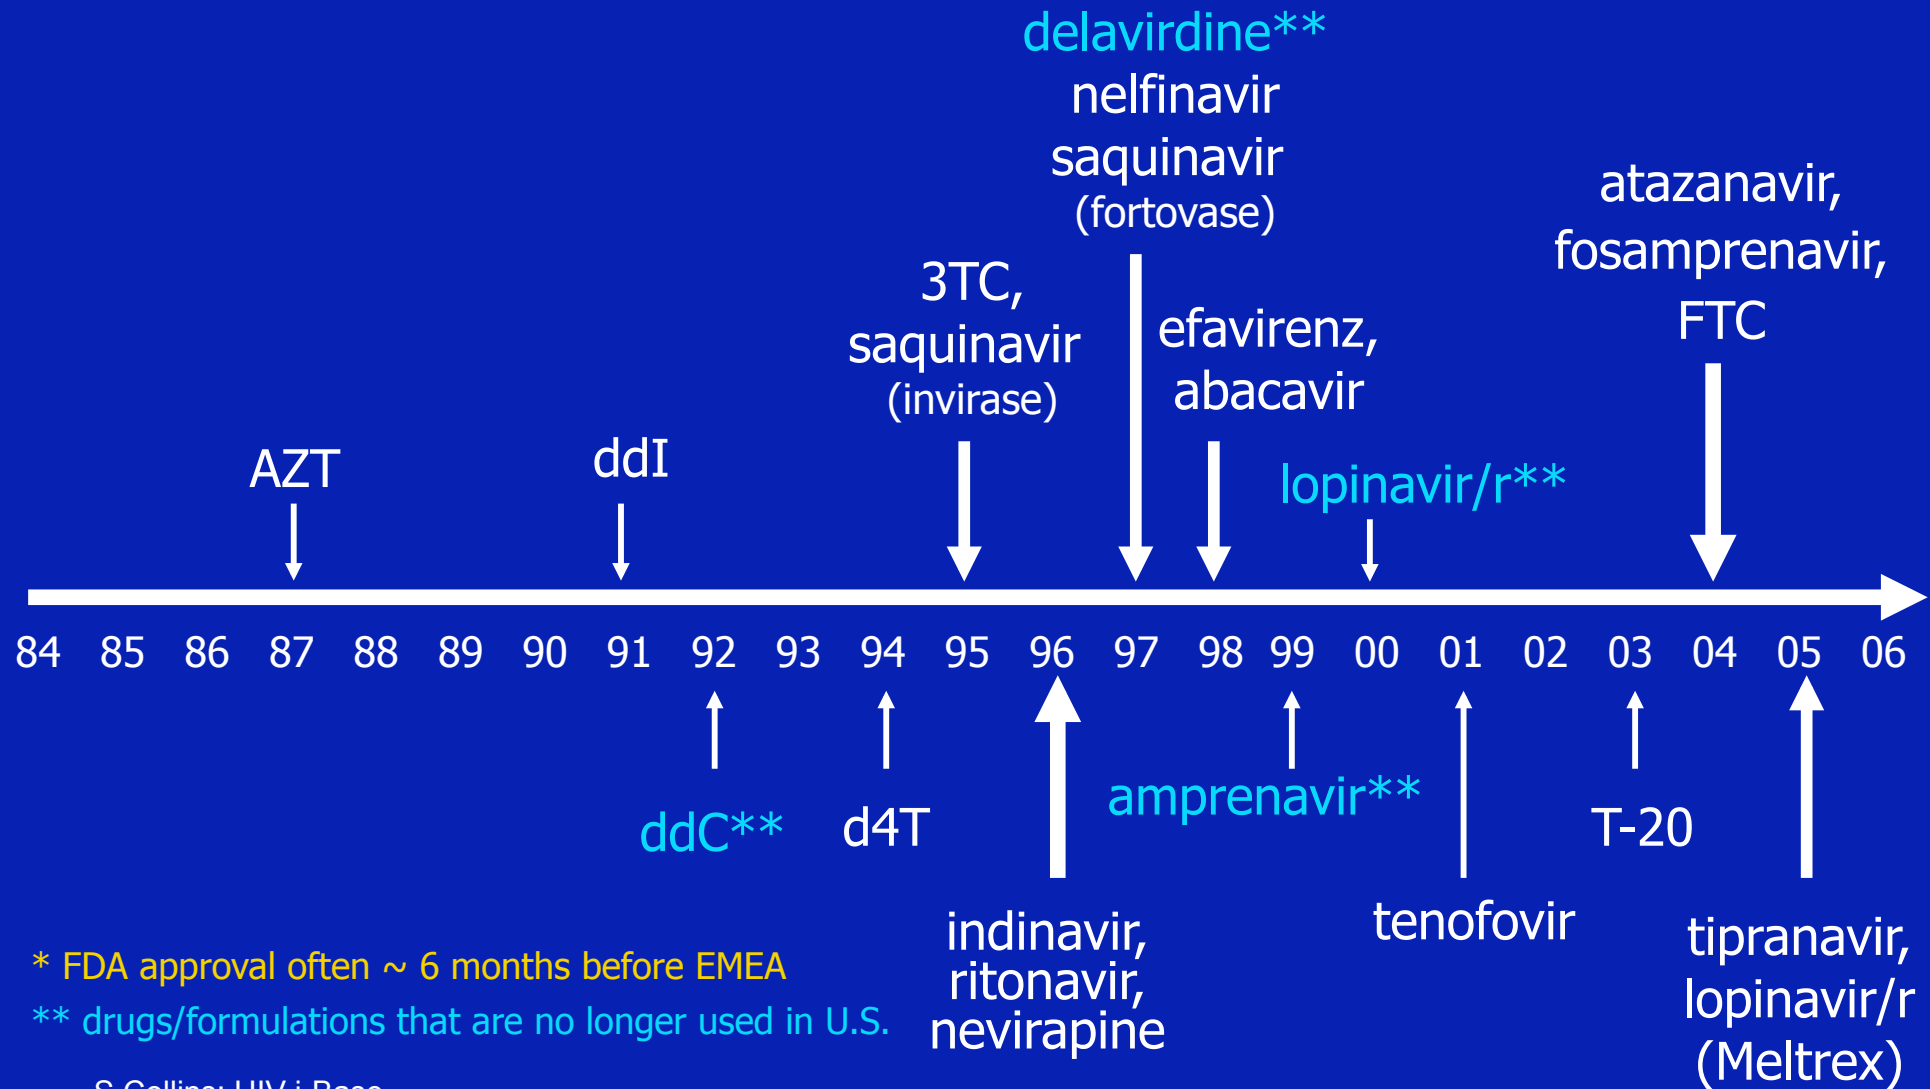 delavirdine**
nelfinavir
saquinavir
(fortovase)
atazanavir,
fosamprenavir,
FTC
3TC,
saquinavir
(invirase)
efavirenz,
abacavir
AZT
ddI
lopinavir/r**
84 85 86 87 88 89 90 91 92 93 94 95 96 97 98 99 00 01 02 03 04 05 06
ddC**
d4T
amprenavir**
T-20
indinavir,
ritonavir,
nevirapine
tenofovir
tipranavir,
lopinavir/r
(Meltrex)
* FDA approval often ~ 6 months before EMEA
** drugs/formulations that are no longer used in U.S.
S Collins: HIV i-Base